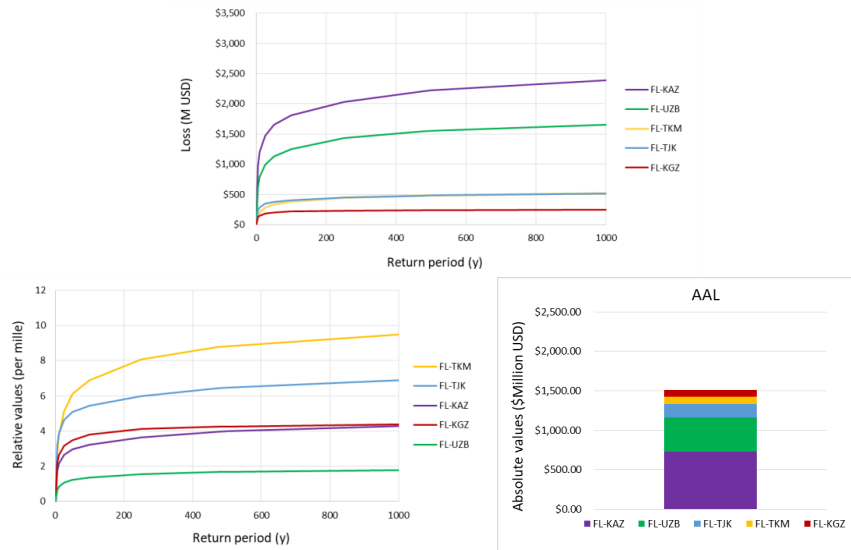 $3,500
$3,000
$2,500
$2,000
$1,500
$1,000
$500
$0
Loss (M USD)
0
200
400
600
800
1000
Return period (y)
FL-KAZ
FL-UZB
FL-TKM
FL-TJK
FL-KGZ
12
10
8
6
4
2
0
Relative values (per mille)
0
200
400
600
800
1000
Return period (y)
FL-TKM
FL-TJK
FL-KAZ
FL-KGZ
FL-UZB
AAL
$2,500.00
$2,000.00
$1,500.00
$1,000.00
$500.00
$0.00
Absolute values ($Million USD)
FL-KAZ FL-UZB FL-TJK FL-TKM FL-KGZ